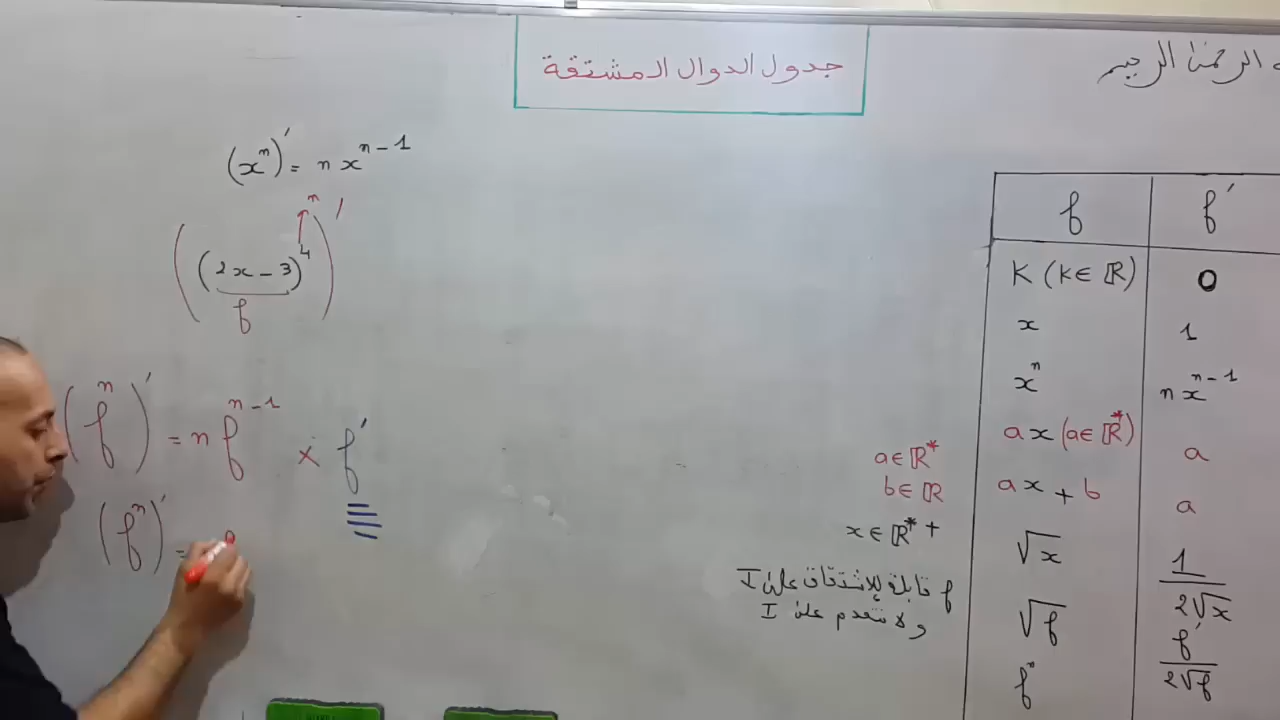 الرحمن الرحيم
جدول الدوال المشتقة
(xⁿ)' = n xⁿ⁻¹
((2x - 3)⁴)'
n
f
(fⁿ)' = n fⁿ⁻¹ × f'
(fⁿ)' =
f | f'
K (K ∈ ℝ) | 0
x | 1
xⁿ | n xⁿ⁻¹
ax (a ∈ ℝ*) | a
a ∈ ℝ*
b ∈ ℝ
ax + b | a
x ∈ ℝ*+
√x | 1/(2√x)
f قابلة للاشتقاق على I
و لا تنعدم على I
√f | f'/(2√f)
fⁿ